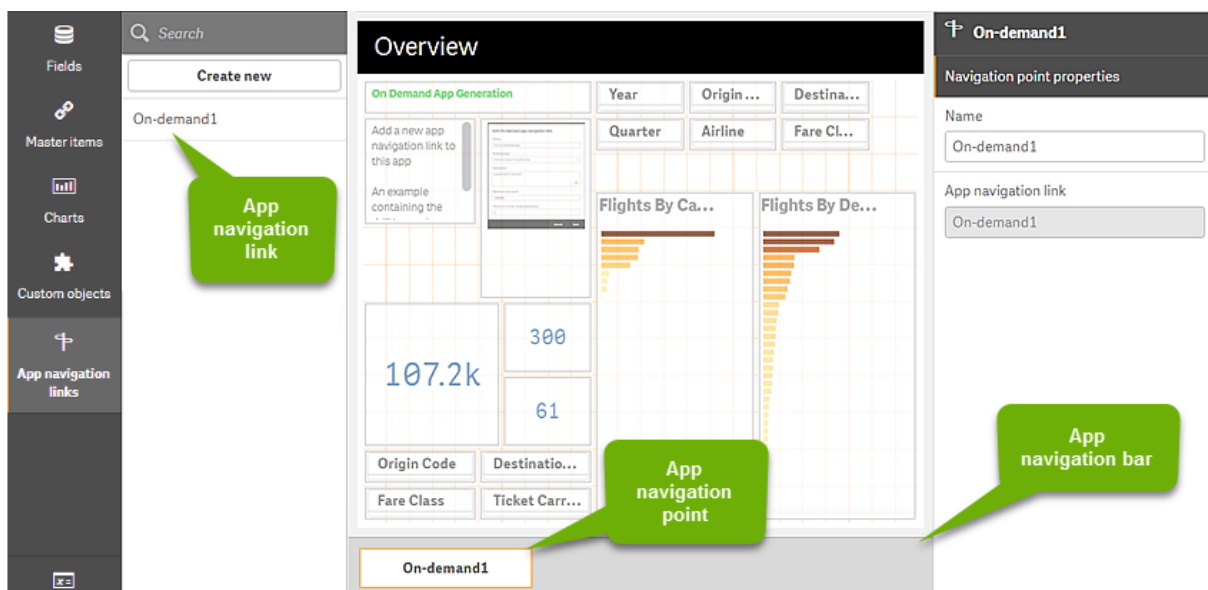 Fields
Master items
Charts
Custom objects
App navigation
links
Search
Create new
On-demand1
App
navigation
link
Overview
On Demand App Generation
Add a new app
navigation link to
this app
An example
containing the
Year
Origin ...
Destina...
Quarter
Airline
Fare Cl...
Flights By Ca...
Flights By De...
107.2k
300
61
Origin Code
Destinatio...
Fare Class
Ticket Carr...
App
navigation
point
On-demand1
App
navigation bar
On-demand1
Navigation point properties
Name
On-demand1
App navigation link
On-demand1